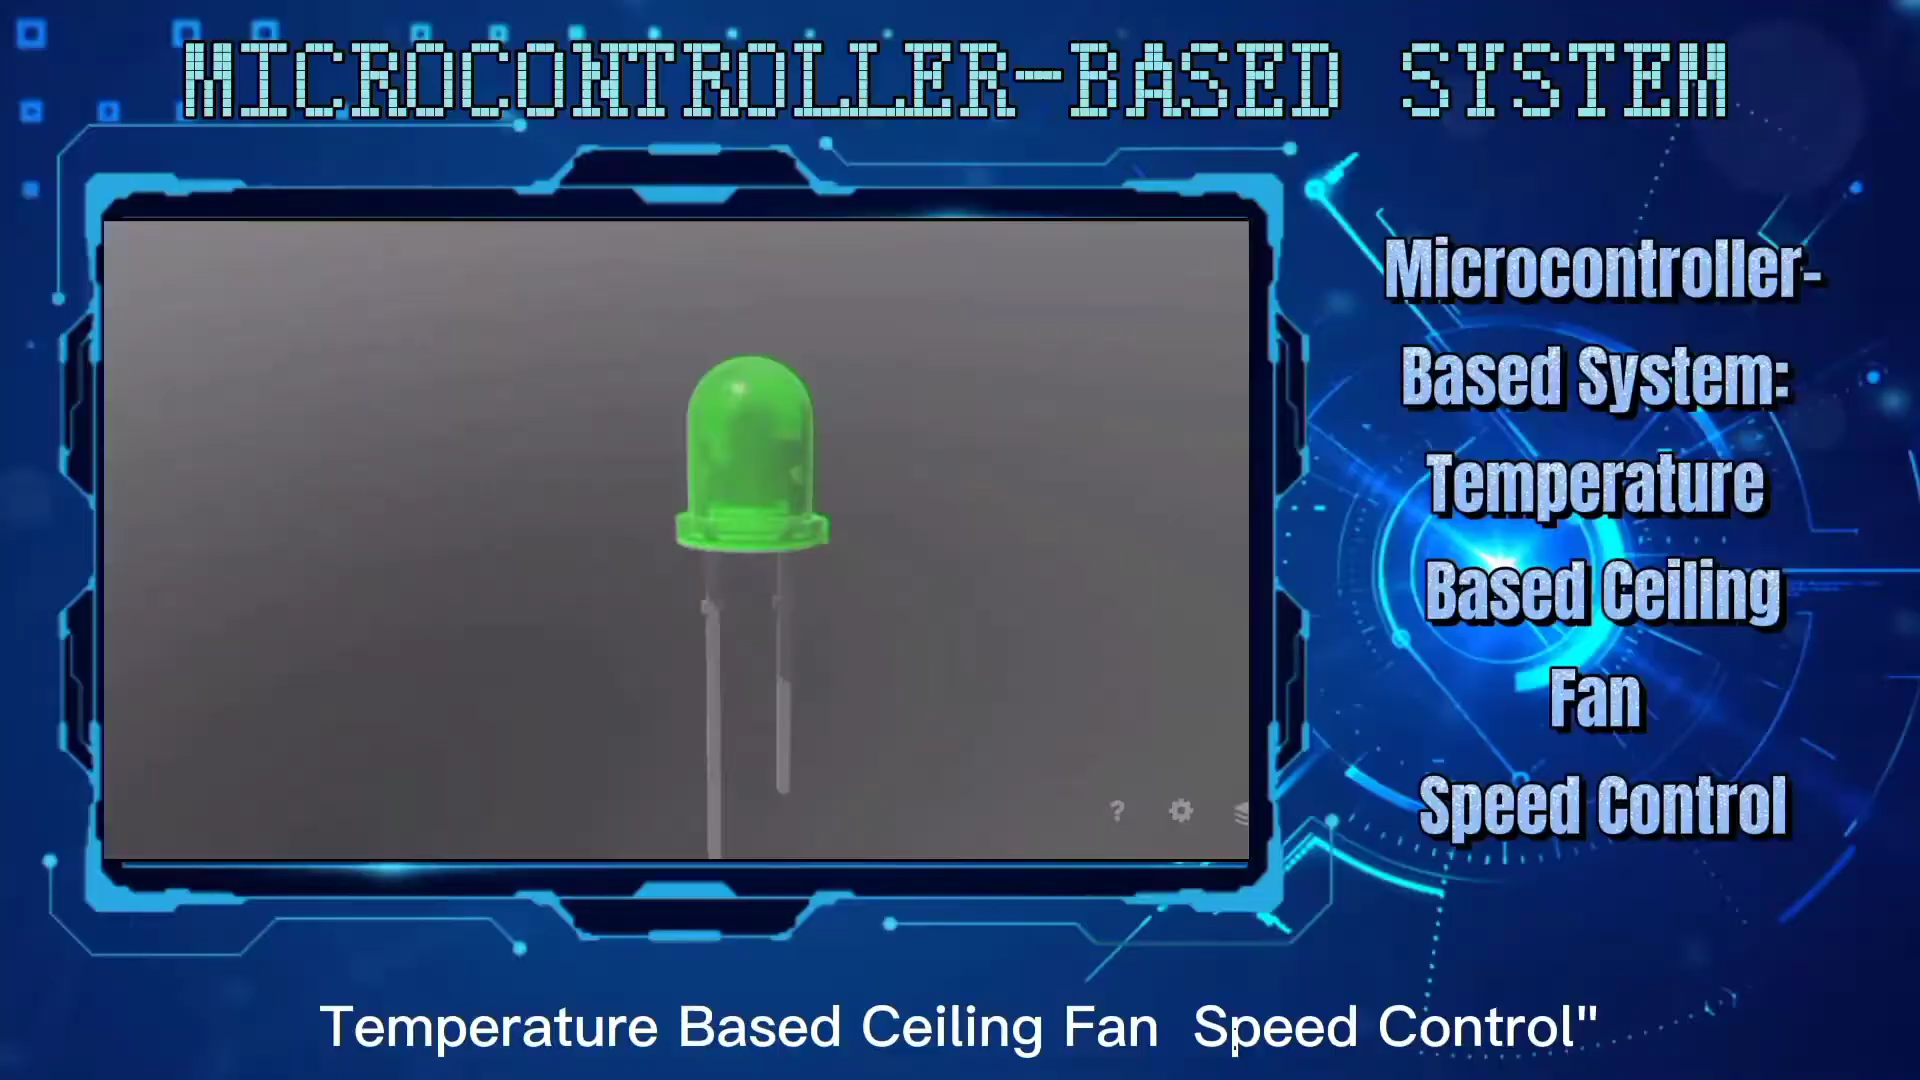 MICROCONTROLLER-BASED SYSTEM
Microcontroller-
Based System:
Temperature
Based Ceiling
Fan
Speed Control
?
Temperature Based Ceiling Fan  Speed Control"